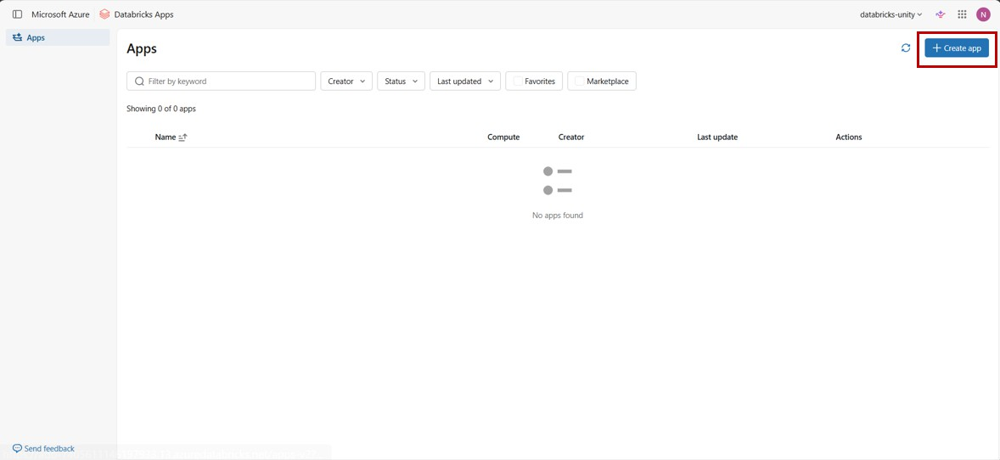 Microsoft Azure Databricks Apps databricks-unity N
Apps
Apps
Create app
Filter by keyword Creator Status Last updated Favorites Marketplace
Showing 0 of 0 apps
Name Compute Creator Last update Actions
No apps found
Send feedback